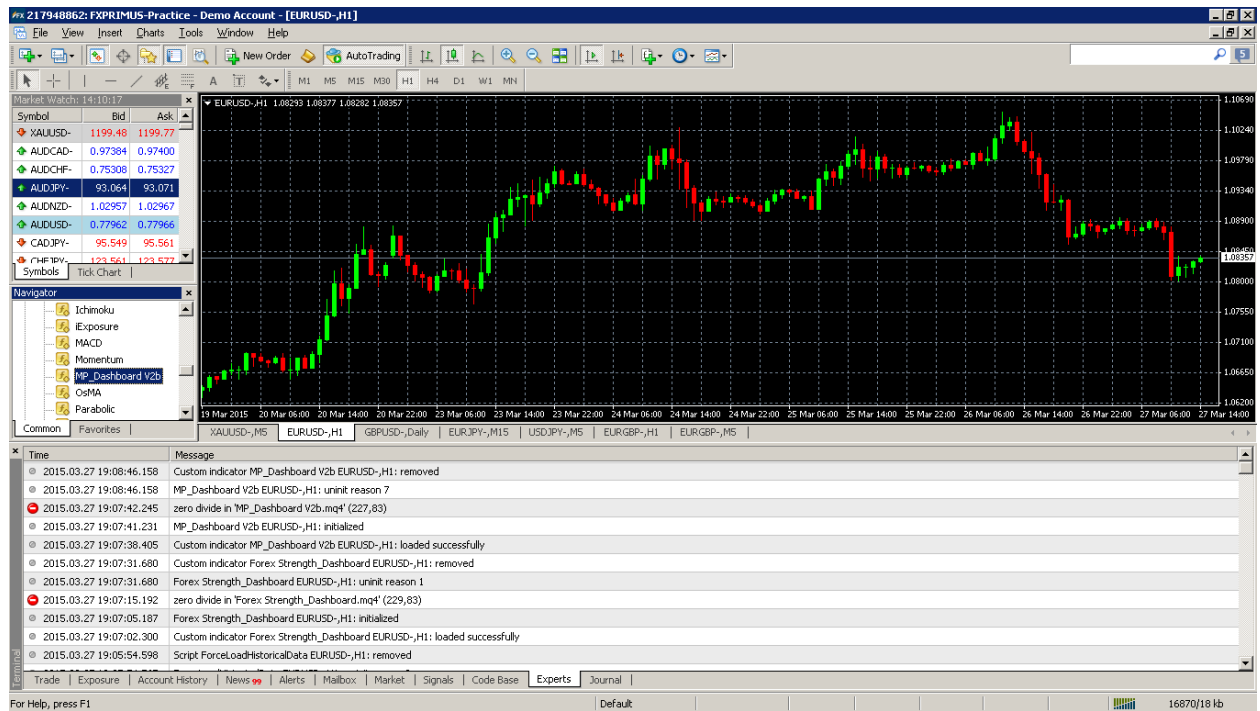 217948862: FXPRIMUS-Practice - Demo Account - [EURUSD-,H1]
File View Insert Charts Tools Window Help
New Order AutoTrading 5
A T M1 M5 M15 M30 H1 H4 D1 W1 MN
Market Watch: 14:10:17
Symbol Bid Ask
XAUUSD- 1199.48 1199.77
AUDCAD- 0.97384 0.97400
AUDCHF- 0.75308 0.75327
AUDJPY- 93.064 93.071
AUDNZD- 1.02957 1.02967
AUDUSD- 0.77962 0.77966
CADJPY- 95.549 95.561
CHFJPY- 123.561 123.577
Symbols Tick Chart
Navigator
Ichimoku
iExposure
MACD
Momentum
MP_Dashboard V2b
OsMA
Parabolic
Common Favorites
EURUSD-,H1 1.08293 1.08377 1.08282 1.08357
1.10690
1.10240
1.09790
1.09340
1.08900
1.08450
1.08357
1.08000
1.07550
1.07100
1.06650
1.06200
19 Mar 2015 20 Mar 06:00 20 Mar 14:00 20 Mar 22:00 23 Mar 06:00 23 Mar 14:00 23 Mar 22:00 24 Mar 06:00 24 Mar 14:00 24 Mar 22:00 25 Mar 06:00 25 Mar 14:00 25 Mar 22:00 26 Mar 06:00 26 Mar 14:00 26 Mar 22:00 27 Mar 06:00 27 Mar 14:00
XAUUSD-,M5 EURUSD-,H1 GBPUSD-,Daily EURJPY-,M15 USDJPY-,M5 EURGBP-,H1 EURGBP-,M5
Time Message
2015.03.27 19:08:46.158 Custom indicator MP_Dashboard V2b EURUSD-,H1: removed
2015.03.27 19:08:46.158 MP_Dashboard V2b EURUSD-,H1: uninit reason 7
2015.03.27 19:07:42.245 zero divide in 'MP_Dashboard V2b.mq4' (227,83)
2015.03.27 19:07:41.231 MP_Dashboard V2b EURUSD-,H1: initialized
2015.03.27 19:07:38.405 Custom indicator MP_Dashboard V2b EURUSD-,H1: loaded successfully
2015.03.27 19:07:31.680 Custom indicator Forex Strength_Dashboard EURUSD-,H1: removed
2015.03.27 19:07:31.680 Forex Strength_Dashboard EURUSD-,H1: uninit reason 1
2015.03.27 19:07:15.192 zero divide in 'Forex Strength_Dashboard.mq4' (229,83)
2015.03.27 19:07:05.187 Forex Strength_Dashboard EURUSD-,H1: initialized
2015.03.27 19:07:02.300 Custom indicator Forex Strength_Dashboard EURUSD-,H1: loaded successfully
2015.03.27 19:05:54.598 Script ForceLoadHistoricalData EURUSD-,H1: removed
Terminal
Trade Exposure Account History News 99 Alerts Mailbox Market Signals Code Base Experts Journal
For Help, press F1 Default 16870/18 kb